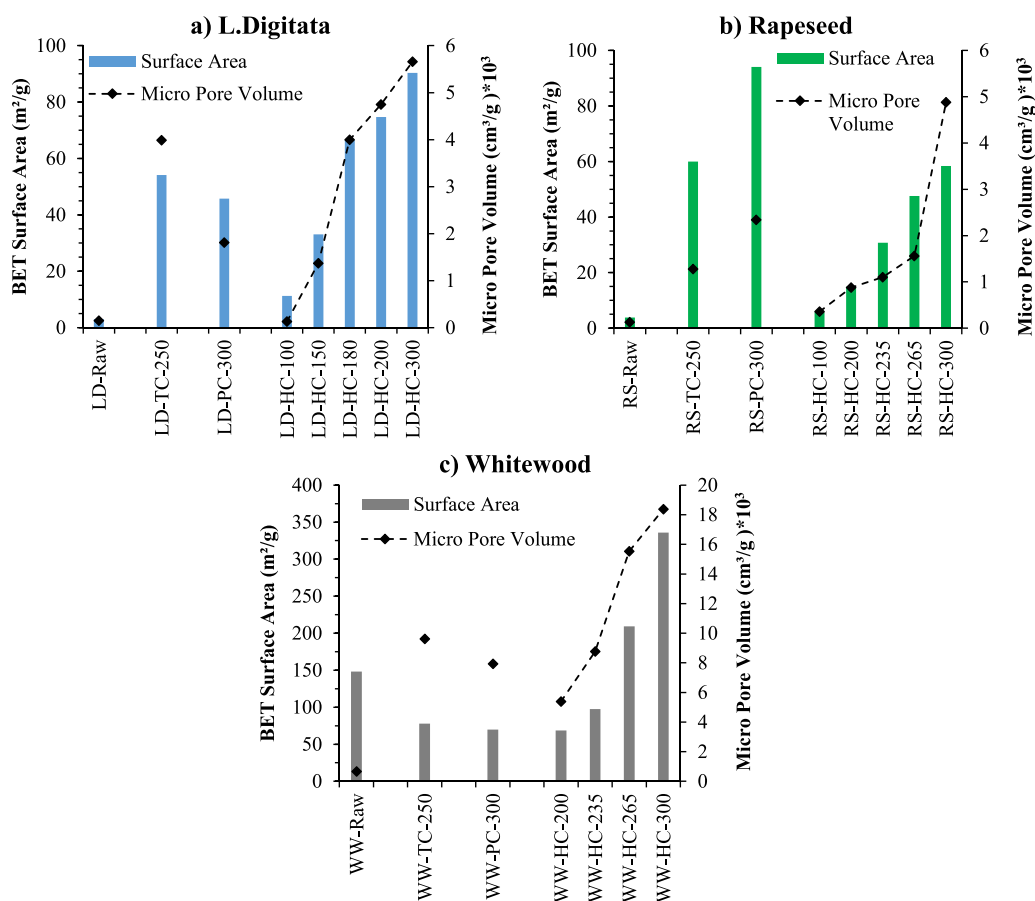 a) L.Digitata
BET Surface Area (m²/g)
100
80
60
40
20
0
Surface Area
Micro Pore Volume
6
5
4
3
2
1
0
Micro Pore Volume (cm³/g )*10³
LD-Raw
LD-TC-250
LD-PC-300
LD-HC-100
LD-HC-150
LD-HC-180
LD-HC-200
LD-HC-300
b) Rapeseed
BET Surface Area (m²/g)
100
80
60
40
20
0
Surface Area
Micro Pore
Volume
6
5
4
3
2
1
0
Micro Pore Volume (cm³/g )*10³
RS-Raw
RS-TC-250
RS-PC-300
RS-HC-100
RS-HC-200
RS-HC-235
RS-HC-265
RS-HC-300
c) Whitewood
BET Surface Area (m²/g)
400
350
300
250
200
150
100
50
0
Surface Area
Micro Pore Volume
20
18
16
14
12
10
8
6
4
2
0
Micro Pore Volume (cm³/g )*10³
WW-Raw
WW-TC-250
WW-PC-300
WW-HC-200
WW-HC-235
WW-HC-265
WW-HC-300